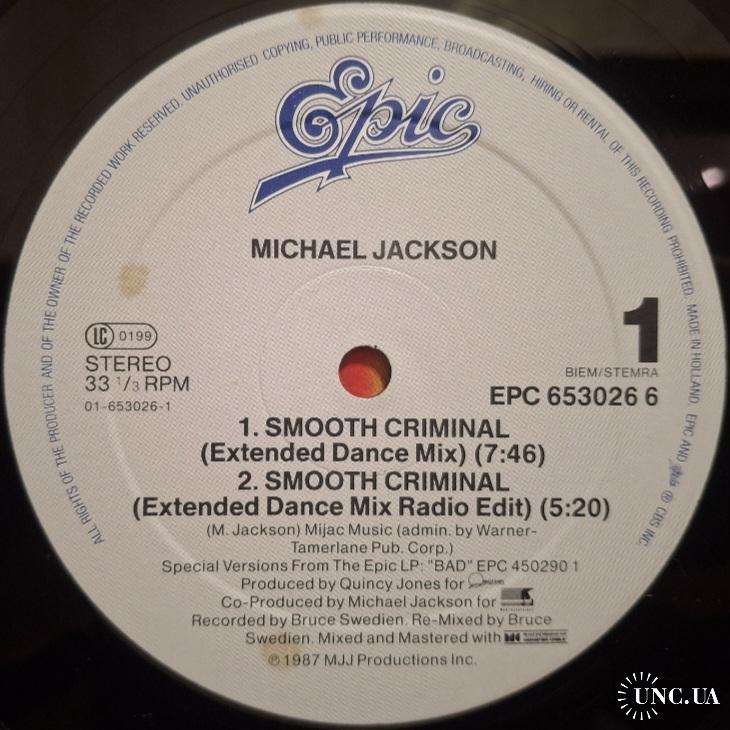 ALL RIGHTS OF THE PRODUCER AND OF THE OWNER OF THE RECORDED WORK RESERVED. UNAUTHORISED COPYING, PUBLIC PERFORMANCE, BROADCASTING, HIRING OR RENTAL OF THIS RECORDING PROHIBITED. MADE IN HOLLAND. EPIC AND Epic ® CBS INC.
Epic
MICHAEL JACKSON
LC 0199
STEREO
33 1/3 RPM
01-653026-1
1
BIEM/STEMRA
EPC 653026 6
1. SMOOTH CRIMINAL
(Extended Dance Mix) (7:46)
2. SMOOTH CRIMINAL
(Extended Dance Mix Radio Edit) (5:20)
(M. Jackson) Mijac Music (admin. by Warner-
Tamerlane Pub. Corp.)
Special Versions From The Epic LP: "BAD" EPC 450290 1
Produced by Quincy Jones for
Co-Produced by Michael Jackson for
Recorded by Bruce Swedien. Re-Mixed by Bruce
Swedien. Mixed and Mastered with
℗ 1987 MJJ Productions Inc.
UNC.UA